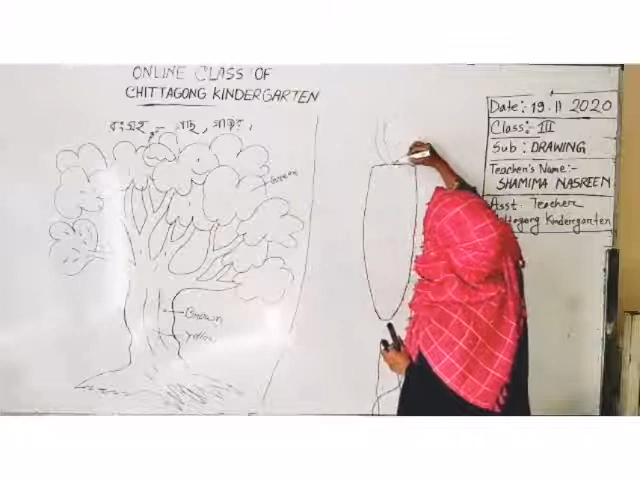 ONLINE CLASS OF
CHITTAGONG KINDERGARTEN
গাছ, গাজর।
Green
Brown
Yellow
Date: 19.11 2020
Class: III
Sub: DRAWING
Teacher's Name:-
SHAMIMA NASREEN
Asst. Teacher
Kindergarten